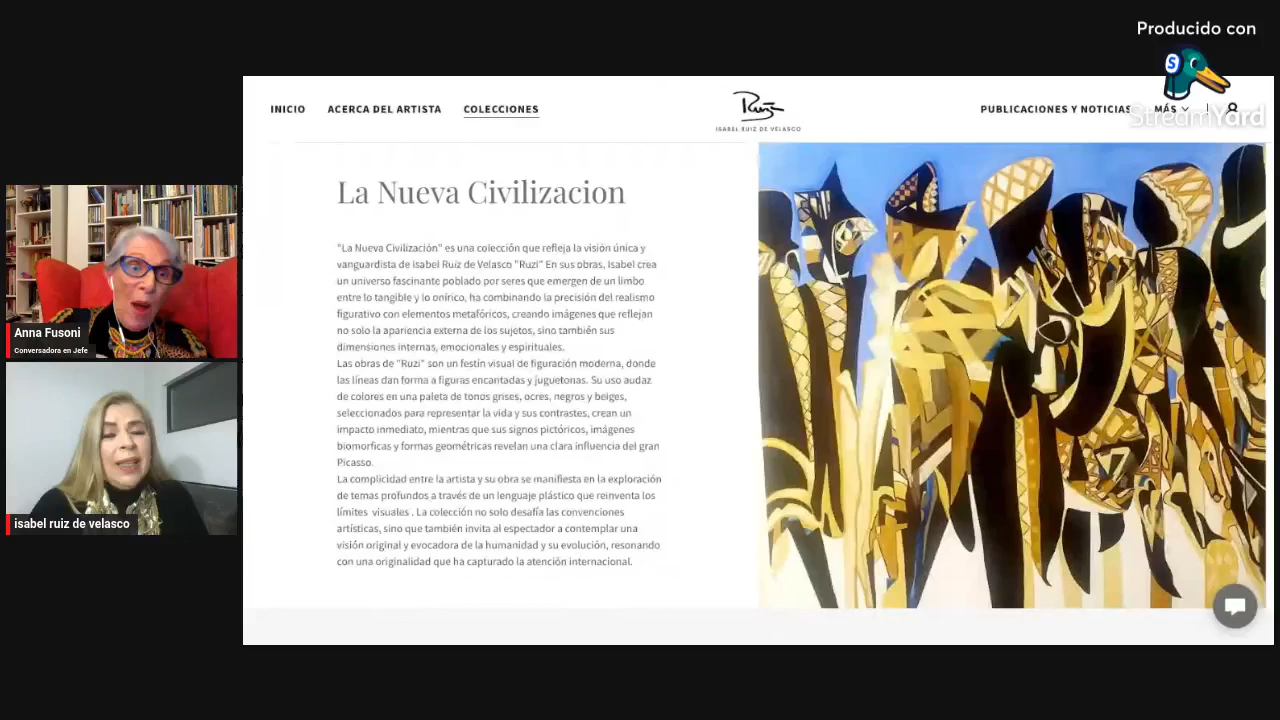 Producido con
StreamYard
INICIO
ACERCA DEL ARTISTA
COLECCIONES
Ruiz
ISABEL RUIZ DE VELASCO
PUBLICACIONES Y NOTICIAS
MÁS
La Nueva Civilizacion
"La Nueva Civilización" es una colección que refleja la visión única y
vanguardista de Isabel Ruiz de Velasco "Ruzi" En sus obras, Isabel crea
un universo fascinante poblado por seres que emergen de un limbo
entre lo tangible y lo onírico, ha combinando la precisión del realismo
figurativo con elementos metafóricos, creando imágenes que reflejan
no solo la apariencia externa de los sujetos, sino también sus
dimensiones internas, emocionales y espirituales.
Las obras de "Ruzi" son un festín visual de figuración moderna, donde
las líneas dan forma a figuras encantadas y juguetonas. Su uso audaz
de colores en una paleta de tonos grises, ocres, negros y beiges,
seleccionados para representar la vida y sus contrastes, crean un
impacto inmediato, mientras que sus signos pictóricos, imágenes
biomorficas y formas geométricas revelan una clara influencia del gran
Picasso.
La complicidad entre la artista y su obra se manifiesta en la exploración
de temas profundos a través de un lenguaje plástico que reinventa los
límites visuales . La colección no solo desafía las convenciones
artísticas, sino que también invita al espectador a contemplar una
visión original y evocadora de la humanidad y su evolución, resonando
con una originalidad que ha capturado la atención internacional.
Anna Fusoni
Conversadora en Jefe
isabel ruiz de velasco